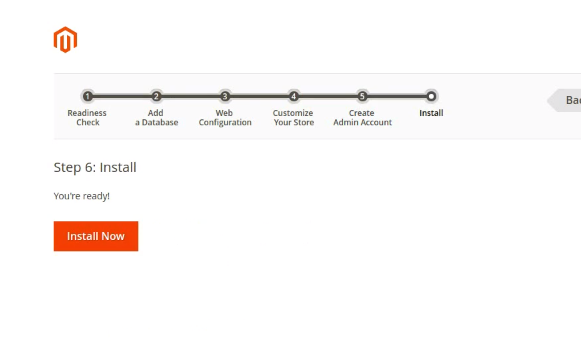 1 2 3 4 5
Readiness Add Web Customize Create Install
Check a Database Configuration Your Store Admin Account
Step 6: Install
You're ready!
Install Now